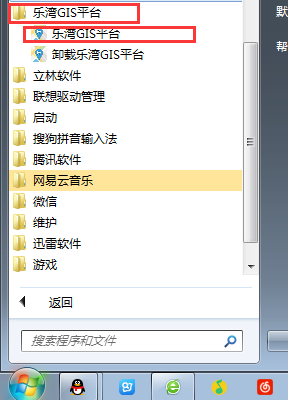 乐湾GIS平台
乐湾GIS平台
卸载乐湾GIS平台
立林软件
联想驱动管理
启动
搜狗拼音输入法
腾讯软件
网易云音乐
微信
维护
迅雷软件
游戏
返回
搜索程序和文件
默
帮